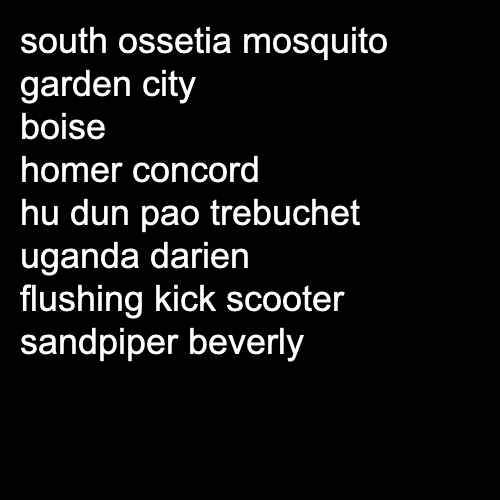 south ossetia mosquito
garden city
boise
homer concord
hu dun pao trebuchet
uganda darien
flushing kick scooter
sandpiper beverly